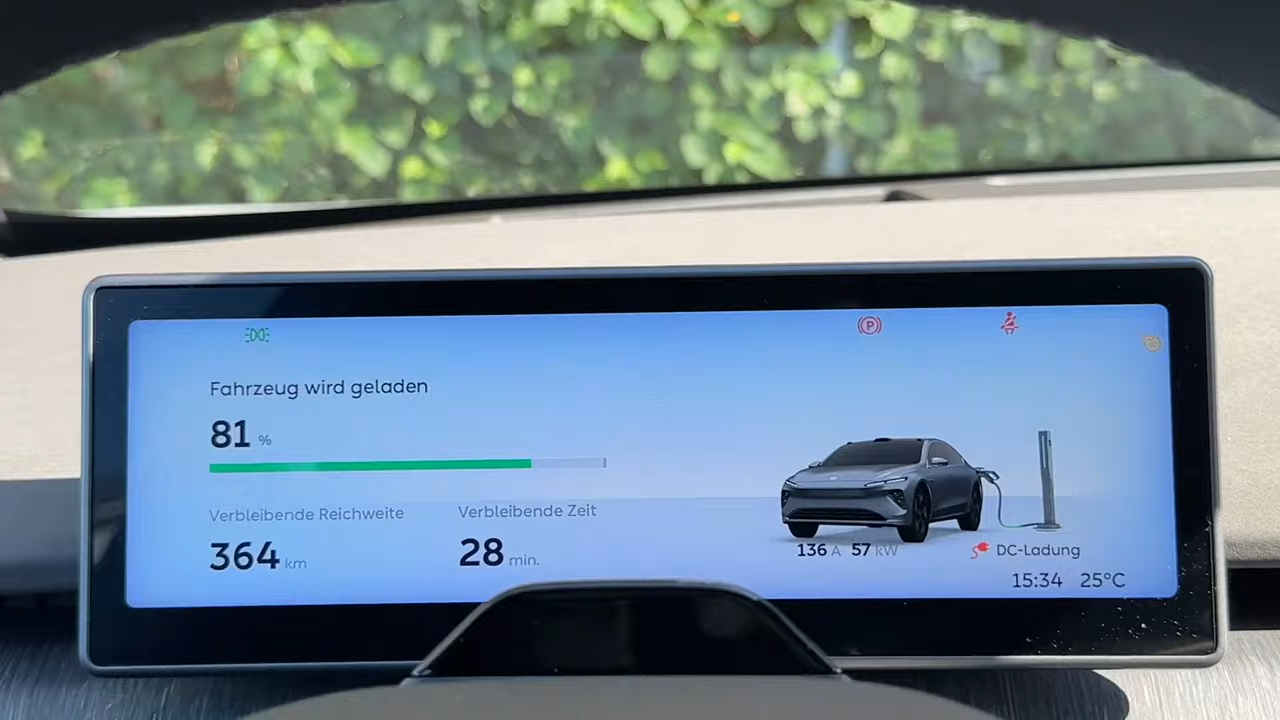 P
Fahrzeug wird geladen
81 %
Verbleibende Reichweite
Verbleibende Zeit
364 km
28 min.
136 A 57 kW
DC-Ladung
15:34 25°C